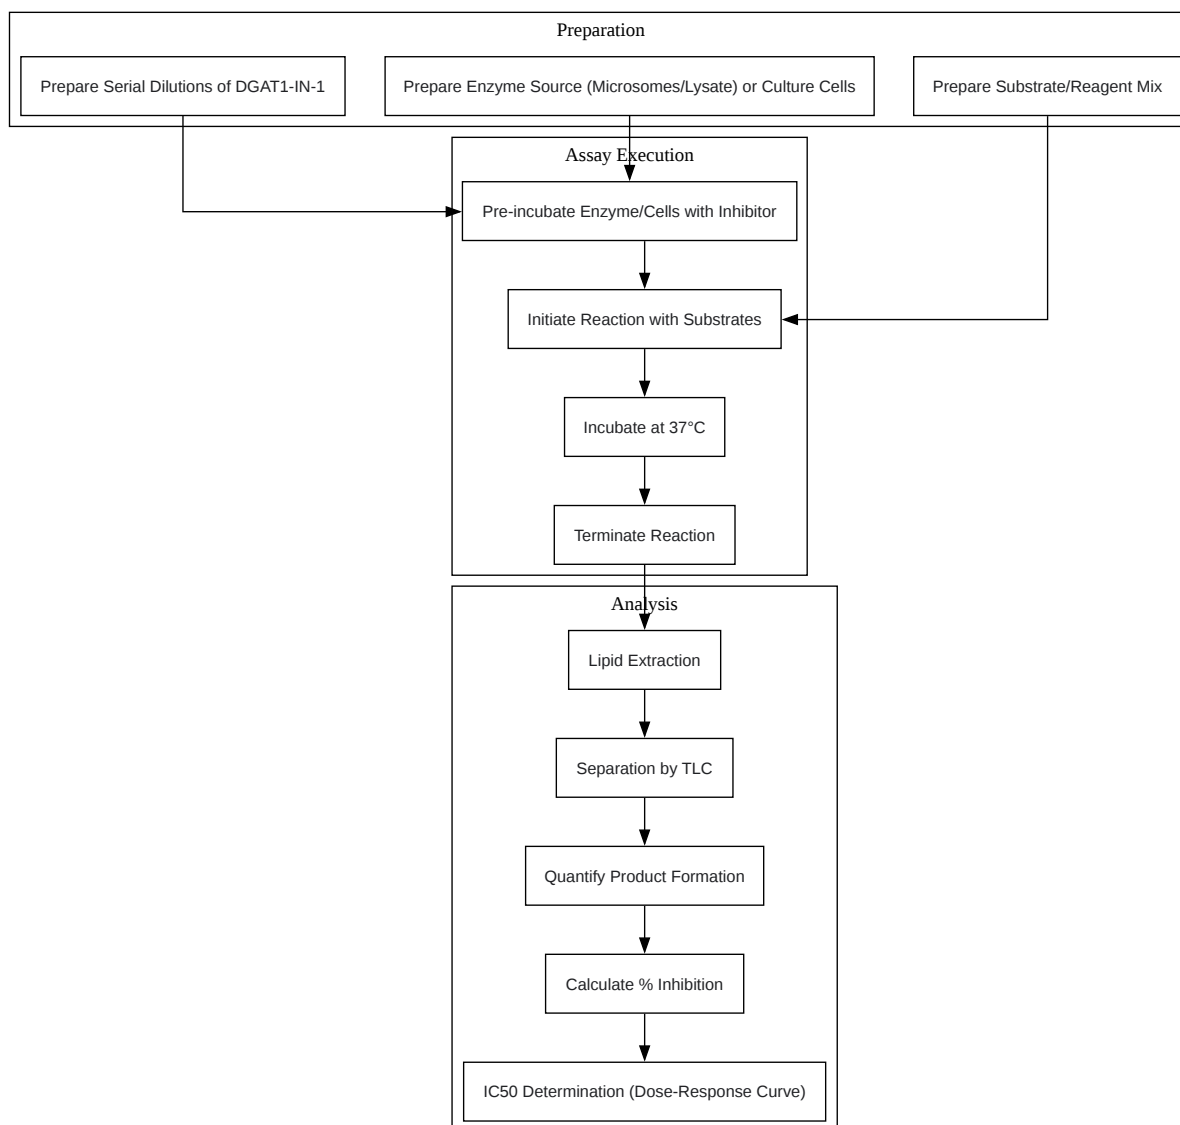 Preparation
Prepare Serial Dilutions of DGAT1-IN-1
Prepare Enzyme Source (Microsomes/Lysate) or Culture Cells
Prepare Substrate/Reagent Mix
Assay Execution
Pre-incubate Enzyme/Cells with Inhibitor
Initiate Reaction with Substrates
Incubate at 37°C
Terminate Reaction
Analysis
Lipid Extraction
Separation by TLC
Quantify Product Formation
Calculate % Inhibition
IC50 Determination (Dose-Response Curve)